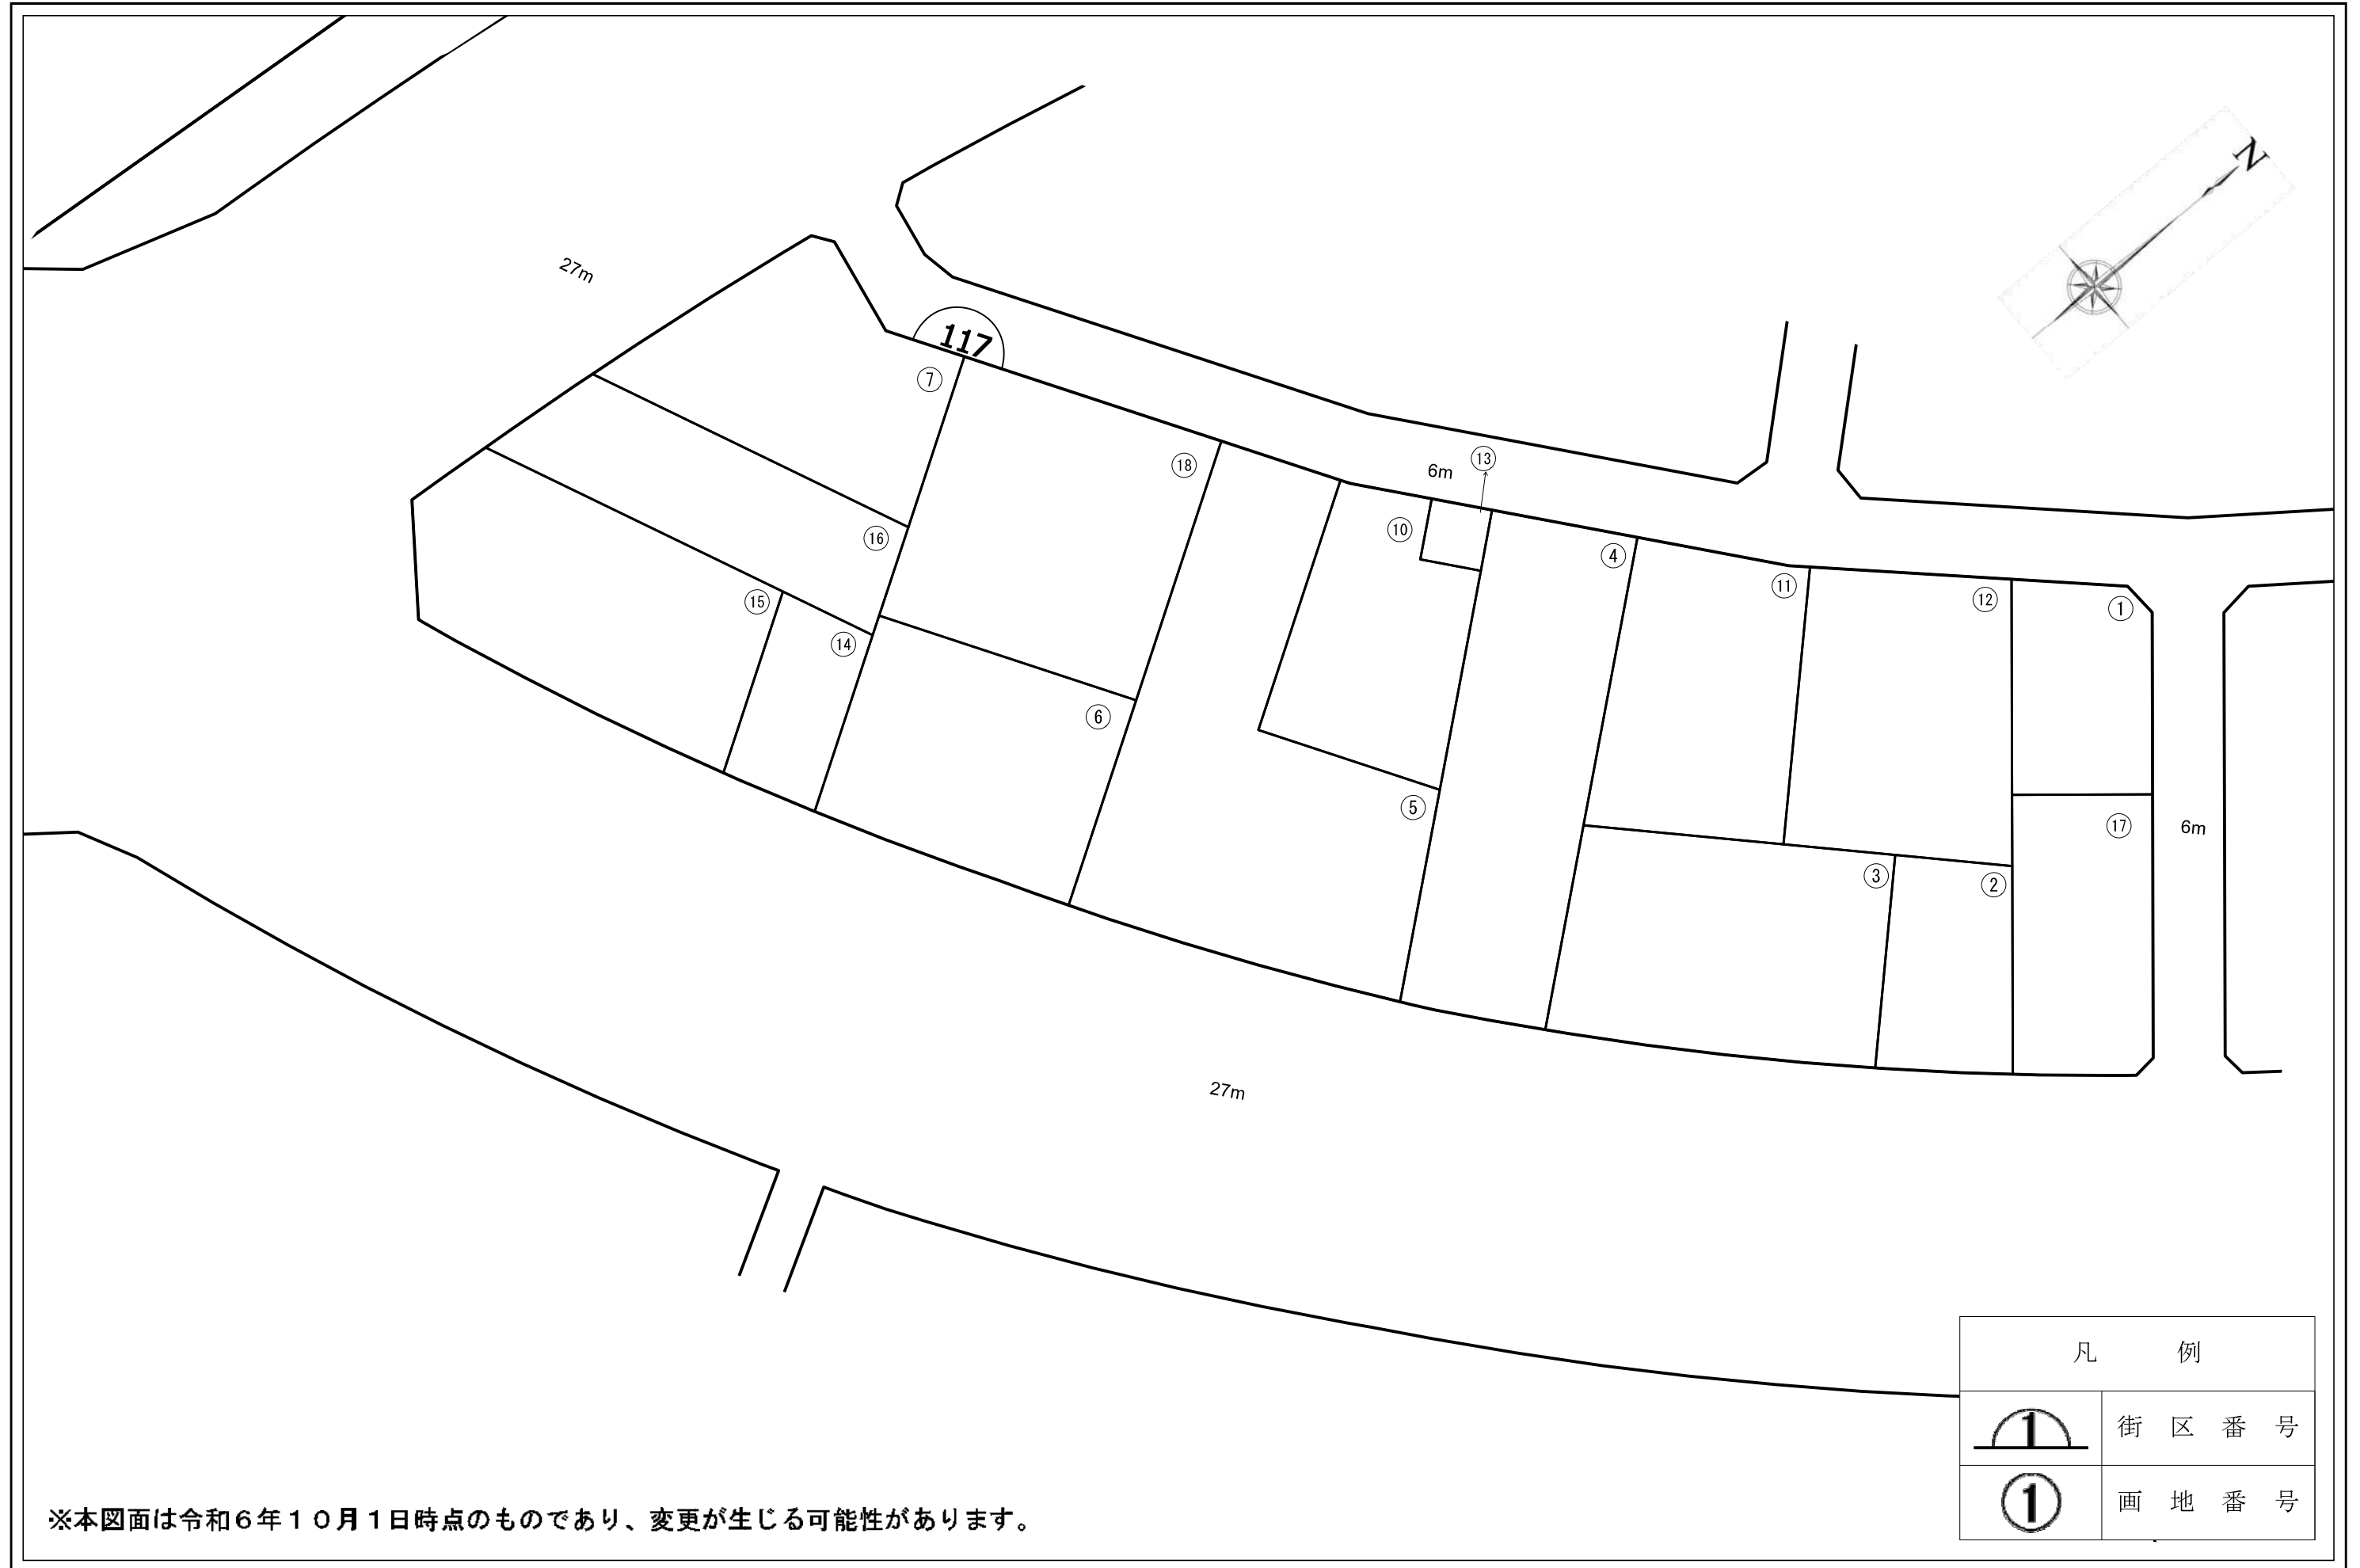 N
27m
117
⑦
⑬
6m
⑱
⑩
⑯
④
⑪
⑫
①
⑮
⑭
⑥
⑤
⑰
6m
③
②
27m
凡 例
1 街区番号
① 画地番号
※本図面は令和６年１０月１日時点のものであり、変更が生じる可能性があります。